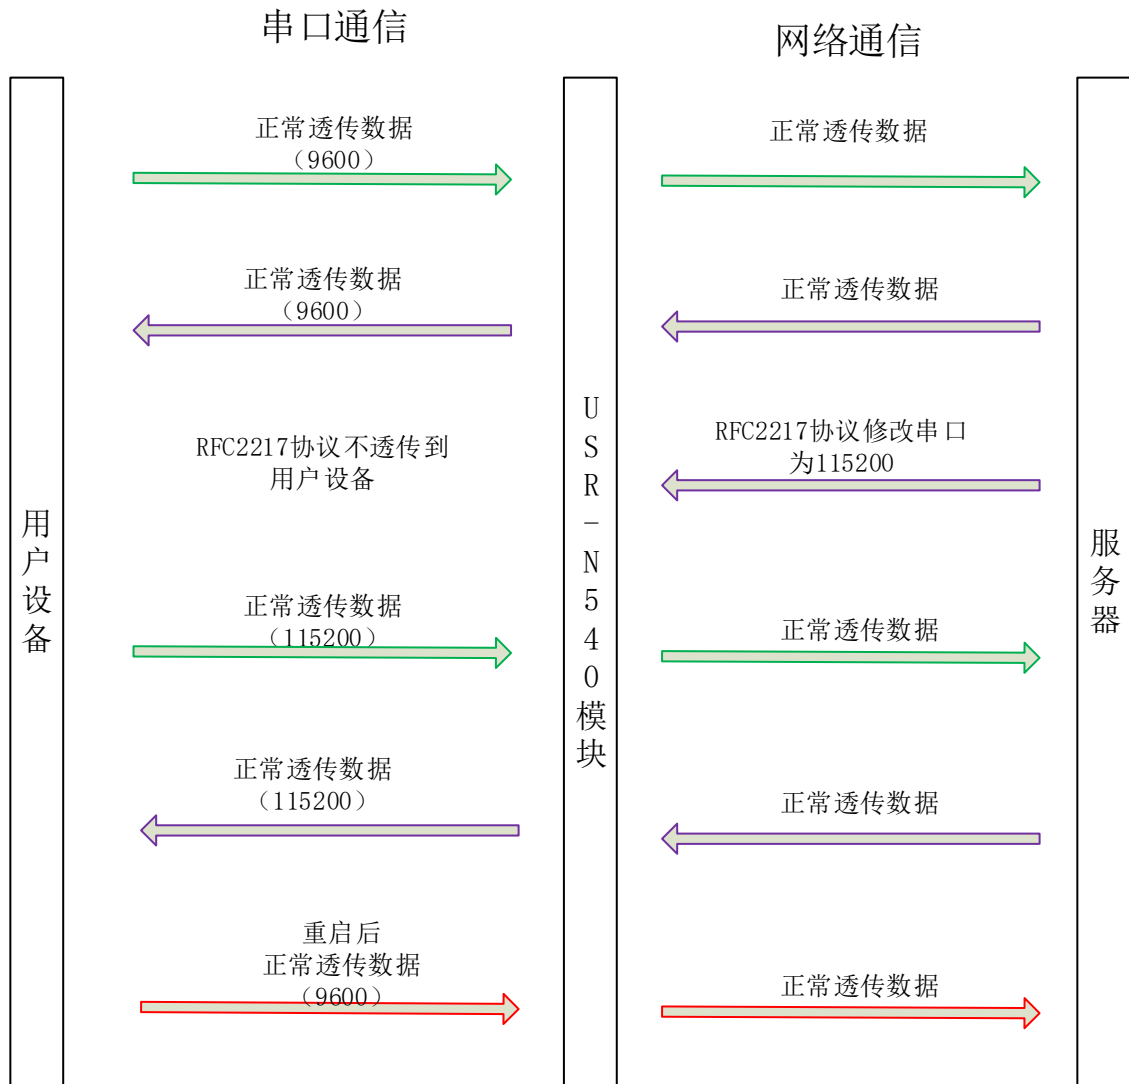 串口通信
网络通信
正常透传数据
（9600）
正常透传数据
正常透传数据
（9600）
正常透传数据
RFC2217协议不透传到
用户设备
RFC2217协议修改串口
为115200
用户设备
USR-N540模块
服务器
正常透传数据
（115200）
正常透传数据
正常透传数据
（115200）
正常透传数据
重启后
正常透传数据
（9600）
正常透传数据